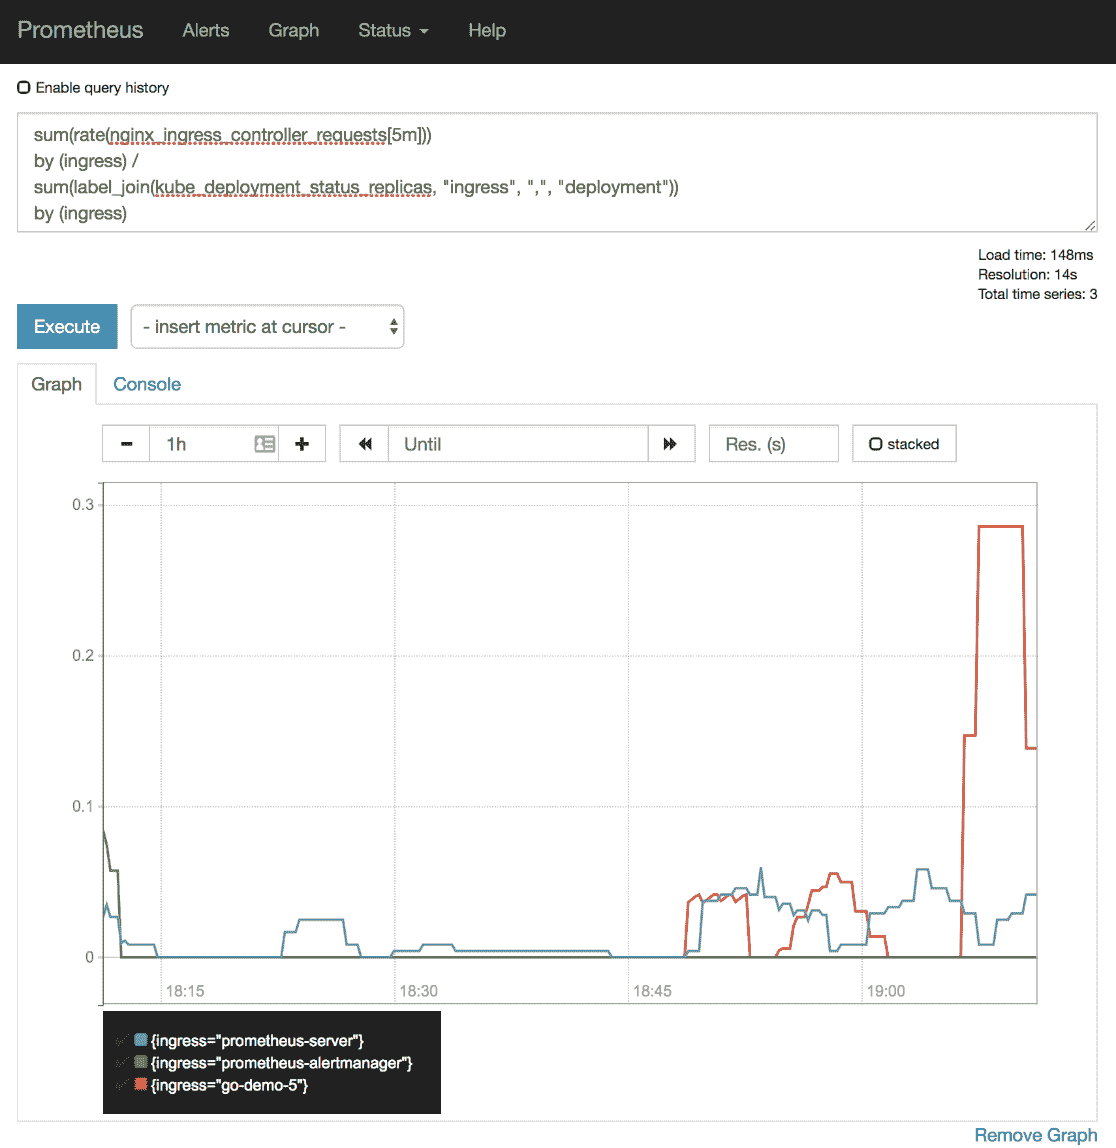 Prometheus Alerts Graph Status Help
Enable query history
sum(rate(nginx_ingress_controller_requests[5m]))
by (ingress) /
sum(label_join(kube_deployment_status_replicas, "ingress", ",", "deployment"))
by (ingress)
Load time: 148ms
Resolution: 14s
Total time series: 3
Execute - insert metric at cursor -
Graph Console
1h Until Res. (s) stacked
0.3
0.2
0.1
0
18:15 18:30 18:45 19:00
{ingress="prometheus-server"}
{ingress="prometheus-alertmanager"}
{ingress="go-demo-5"}
Remove Graph